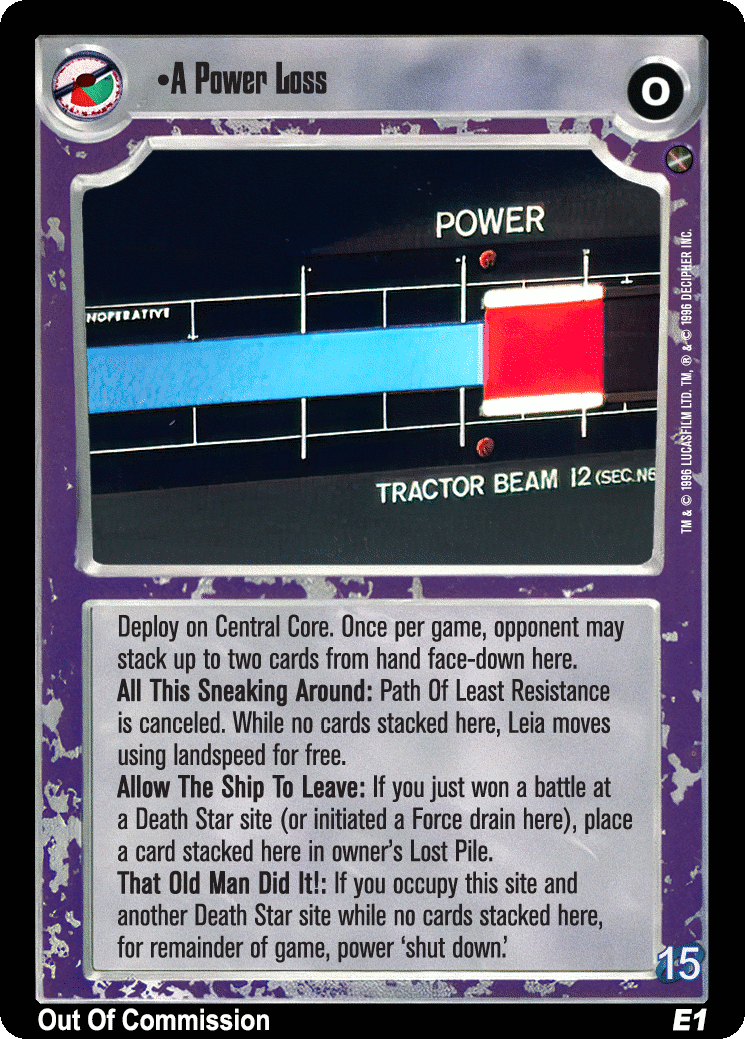 •A Power Loss
0
POWER
NOPERATIVE
TRACTOR BEAM 12 (SEC.N6
TM & © 1996 LUCASFILM LTD. TM, ® & © 1996 DECIPHER INC.
Deploy on Central Core. Once per game, opponent may
stack up to two cards from hand face-down here.
All This Sneaking Around: Path Of Least Resistance
is canceled. While no cards stacked here, Leia moves
using landspeed for free.
Allow The Ship To Leave: If you just won a battle at
a Death Star site (or initiated a Force drain here), place
a card stacked here in owner's Lost Pile.
That Old Man Did It!: If you occupy this site and
another Death Star site while no cards stacked here,
for remainder of game, power ‘shut down.’
15
Out Of Commission
E1